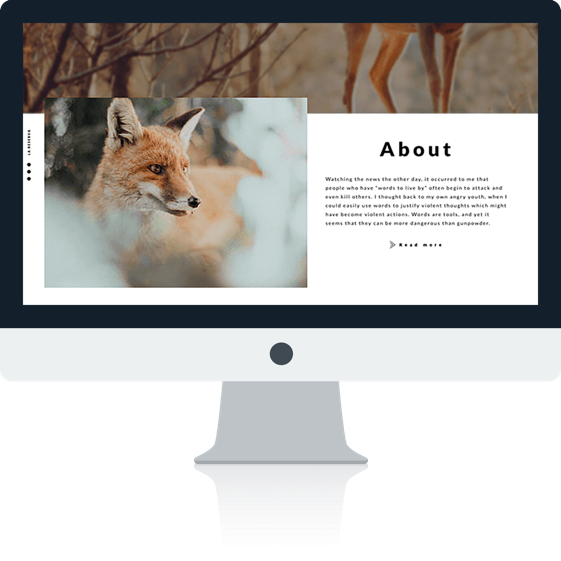 LA RESERVE
About
Watching the news the other day, it occurred to me that
people who have "words to live by" often begin to attack and
even kill others. I thought back to my own angry youth, when I
could easily use words to justify violent thoughts which might
have become violent actions. Words are tools, and yet it
seems that they can be more dangerous than gunpowder.
Read more